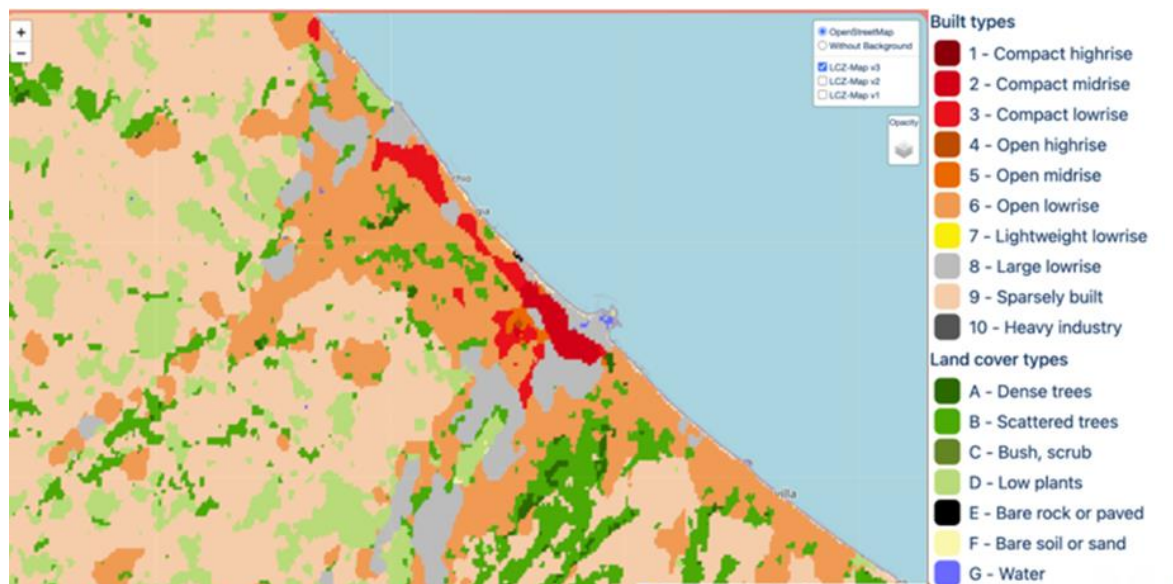 +
−
OpenStreetMap
Without Background
LCZ-Map v3
LCZ-Map v2
LCZ-Map v1
Opacity
chio
gia
villa
Built types
1 - Compact highrise
2 - Compact midrise
3 - Compact lowrise
4 - Open highrise
5 - Open midrise
6 - Open lowrise
7 - Lightweight lowrise
8 - Large lowrise
9 - Sparsely built
10 - Heavy industry
Land cover types
A - Dense trees
B - Scattered trees
C - Bush, scrub
D - Low plants
E - Bare rock or paved
F - Bare soil or sand
G - Water